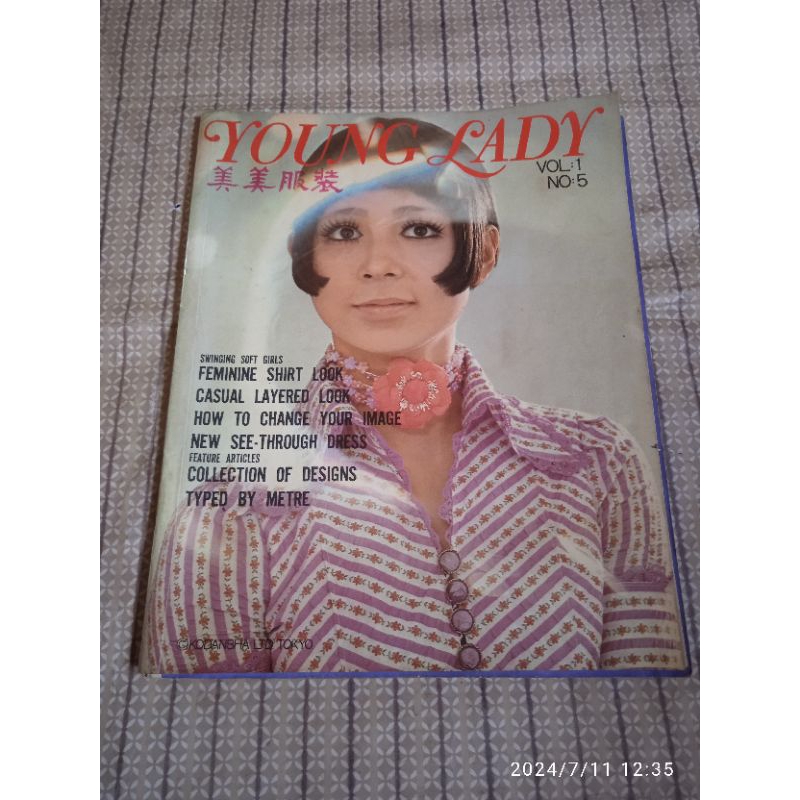 YOUNG LADY
美美服裝
VOL:1
NO:5
SWINGING SOFT GIRLS
FEMININE SHIRT LOOK
CASUAL LAYERED LOOK
HOW TO CHANGE YOUR IMAGE
NEW SEE-THROUGH DRESS
FEATURE ARTICLES
COLLECTION OF DESIGNS
TYPED BY METRE
©KODANSHA LTD. TOKYO
2024/7/11 12:35